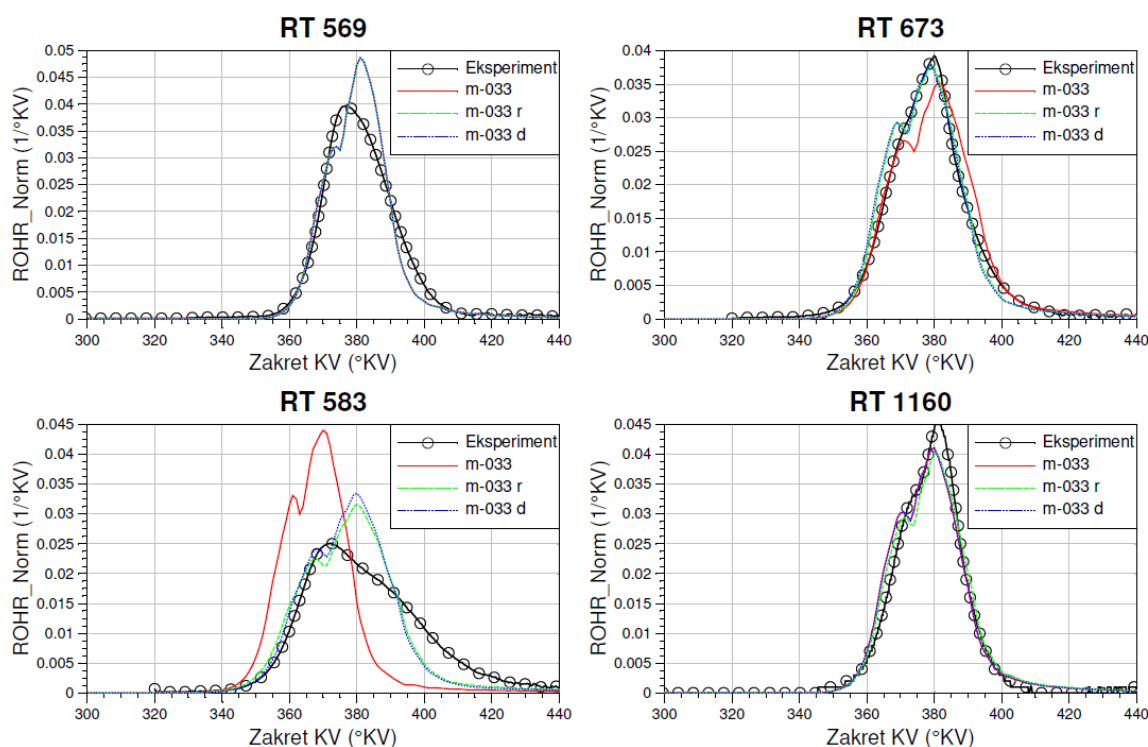 RT 569
ROHR_Norm (1/°KV)
0.05
0.045
0.04
0.035
0.03
0.025
0.02
0.015
0.01
0.005
0
Eksperiment
m-033
m-033 r
m-033 d
300 320 340 360 380 400 420 440
Zakret KV (°KV)
RT 673
ROHR_Norm (1/°KV)
0.04
0.035
0.03
0.025
0.02
0.015
0.01
0.005
0
Eksperiment
m-033
m-033 r
m-033 d
300 320 340 360 380 400 420 440
Zakret KV (°KV)
RT 583
ROHR_Norm (1/°KV)
0.045
0.04
0.035
0.03
0.025
0.02
0.015
0.01
0.005
0
Eksperiment
m-033
m-033 r
m-033 d
300 320 340 360 380 400 420 440
Zakret KV (°KV)
RT 1160
ROHR_Norm (1/°KV)
0.045
0.04
0.035
0.03
0.025
0.02
0.015
0.01
0.005
0
Eksperiment
m-033
m-033 r
m-033 d
300 320 340 360 380 400 420 440
Zakret KV (°KV)